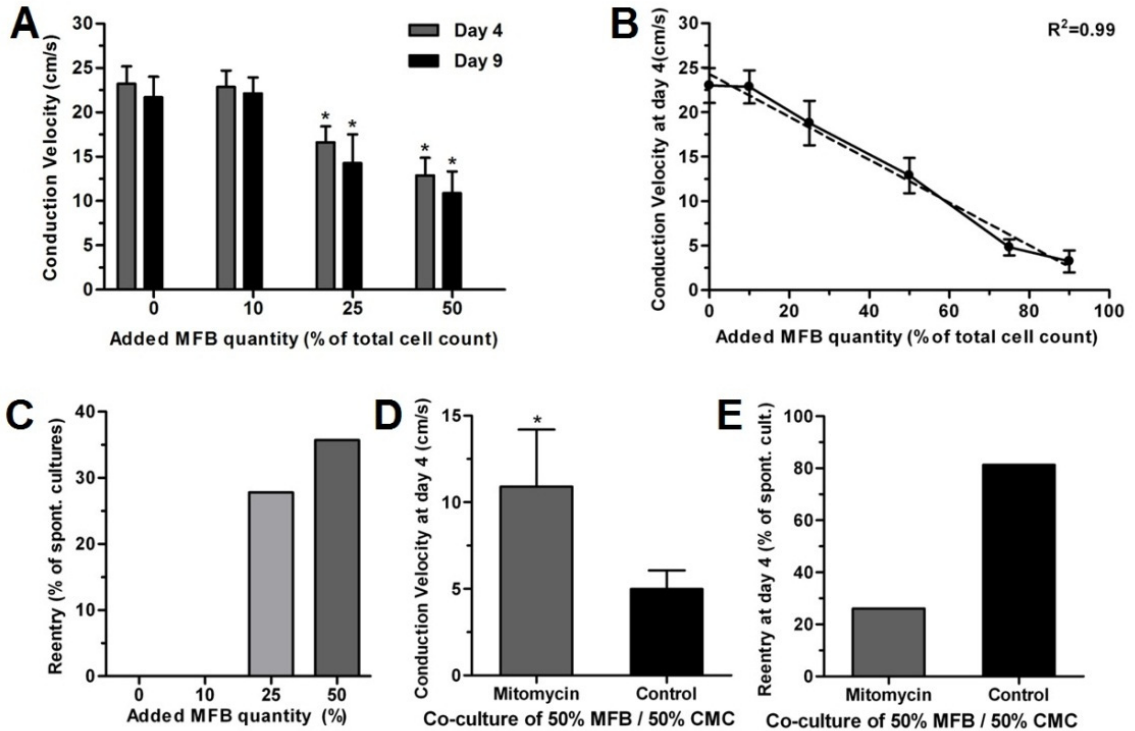 A
Conduction Velocity (cm/s)
30
25
20
15
10
5
0
Day 4
Day 9
*
*
*
*
0
10
25
50
Added MFB quantity (% of total cell count)
B
Conduction Velocity at day 4(cm/s)
30
25
20
15
10
5
0
R²=0.99
0
20
40
60
80
100
Added MFB quantity (% of total cell count)
C
Reentry (% of spont. cultures)
40
30
20
10
0
0
10
25
50
Added MFB quantity (%)
D
Conduction Velocity at day 4 (cm/s)
15
10
5
0
*
Mitomycin
Control
Co-culture of 50% MFB / 50% CMC
E
Reentry at day 4 (% of spont. cult.)
100
80
60
40
20
0
Mitomycin
Control
Co-culture of 50% MFB / 50% CMC